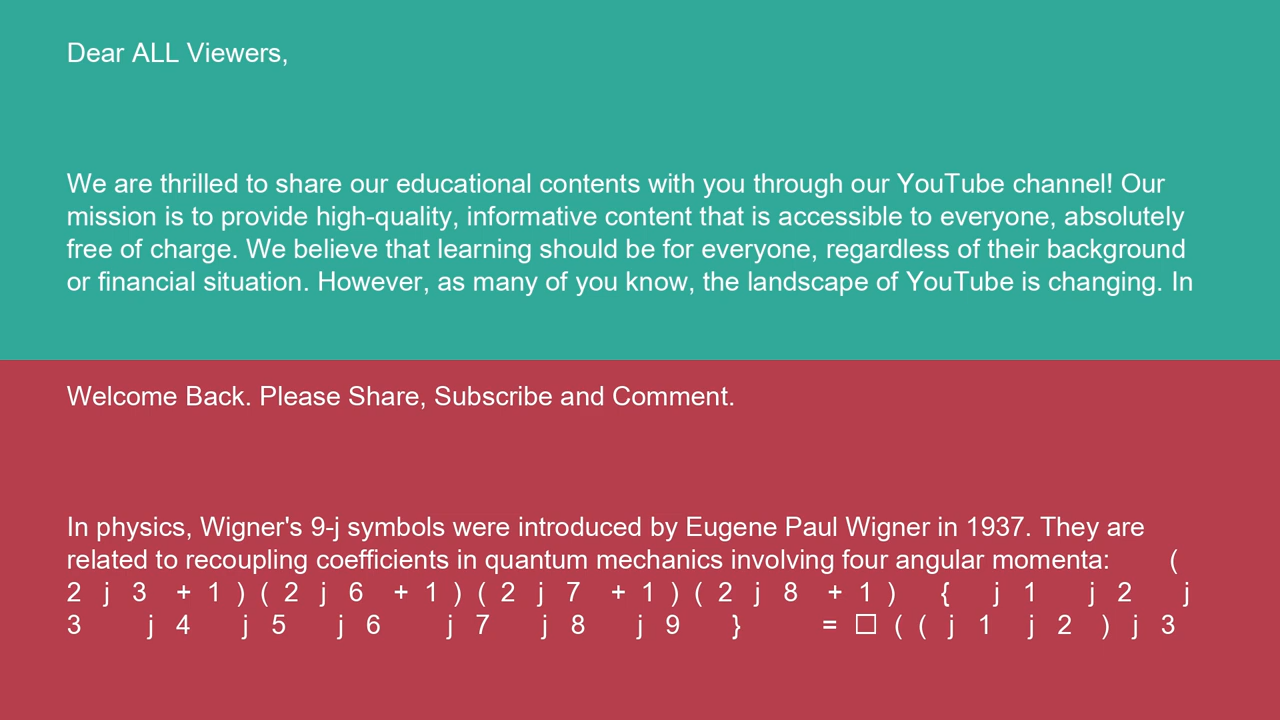 Dear ALL Viewers,
We are thrilled to share our educational contents with you through our YouTube channel! Our
mission is to provide high-quality, informative content that is accessible to everyone, absolutely
free of charge. We believe that learning should be for everyone, regardless of their background
or financial situation. However, as many of you know, the landscape of YouTube is changing. In
Welcome Back. Please Share, Subscribe and Comment.
In physics, Wigner's 9-j symbols were introduced by Eugene Paul Wigner in 1937. They are
related to recoupling coefficients in quantum mechanics involving four angular momenta: (
2 j 3 + 1 ) ( 2 j 6 + 1 ) ( 2 j 7 + 1 ) ( 2 j 8 + 1 ) { j 1 j 2 j
3 j 4 j 5 j 6 j 7 j 8 j 9 } = □ ( ( j 1 j 2 ) j 3